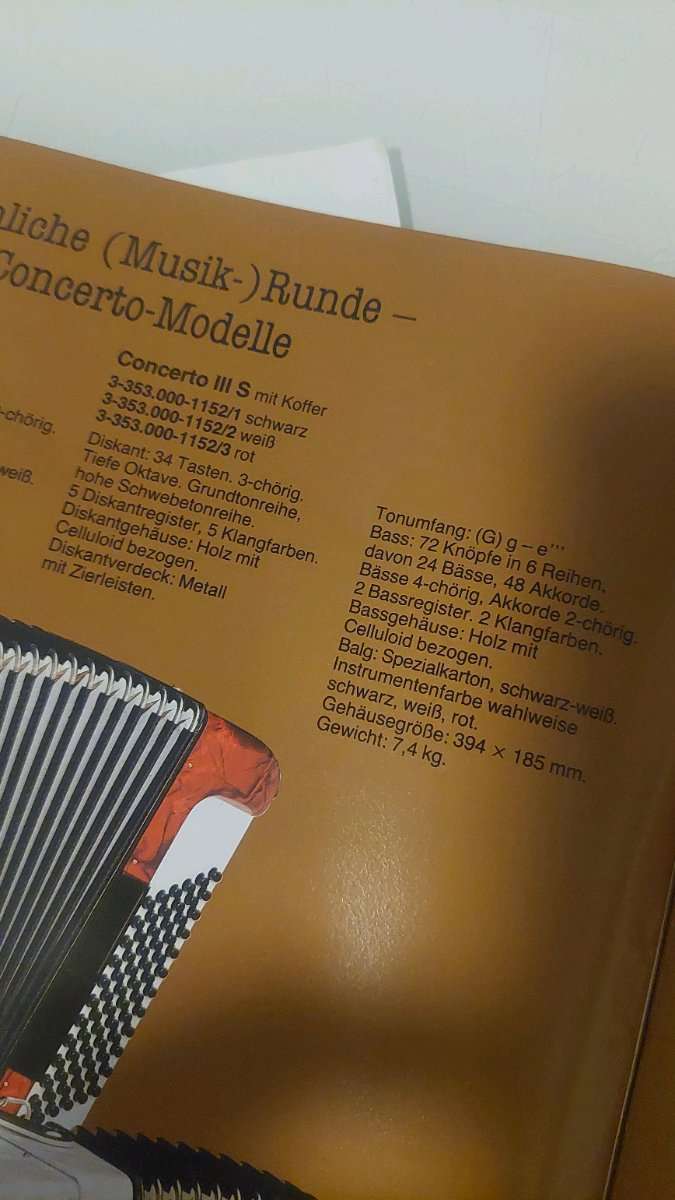 (Musik-)Runde –
Concerto-Modelle
Concerto III S mit Koffer
3-353.000-1152/1 schwarz
3-353.000-1152/2 weiß
3-353.000-1152/3 rot
Diskant: 34 Tasten. 3-chörig.
Tiefe Oktave. Grundtonreihe,
hohe Schwebetonreihe.
5 Diskantregister, 5 Klangfarben.
Diskantgehäuse: Holz mit
Celluloid bezogen.
Diskantverdeck: Metall
mit Zierleisten.
-chörig.
weiß.
Tonumfang: (G) g – e’’’
Bass: 72 Knöpfe in 6 Reihen,
davon 24 Bässe, 48 Akkorde.
Bässe 4-chörig, Akkorde 2-chörig.
2 Bassregister. 2 Klangfarben.
Bassgehäuse: Holz mit
Celluloid bezogen.
Balg: Spezialkarton, schwarz-weiß.
Instrumentenfarbe wahlweise
schwarz, weiß, rot.
Gehäusegröße: 394 × 185 mm.
Gewicht: 7,4 kg.